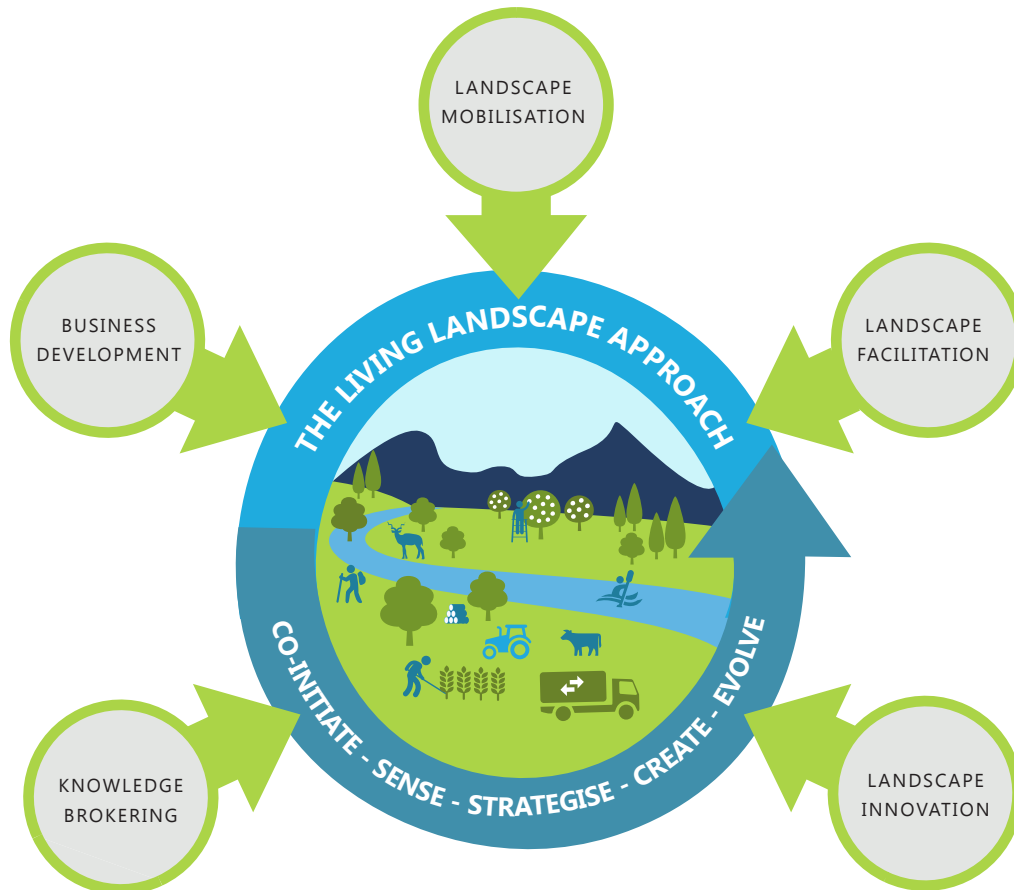 LANDSCAPE
MOBILISATION
BUSINESS
DEVELOPMENT
LANDSCAPE
FACILITATION
THE LIVING LANDSCAPE APPROACH
CO-INITIATE - SENSE - STRATEGISE - CREATE - EVOLVE
KNOWLEDGE
BROKERING
LANDSCAPE
INNOVATION